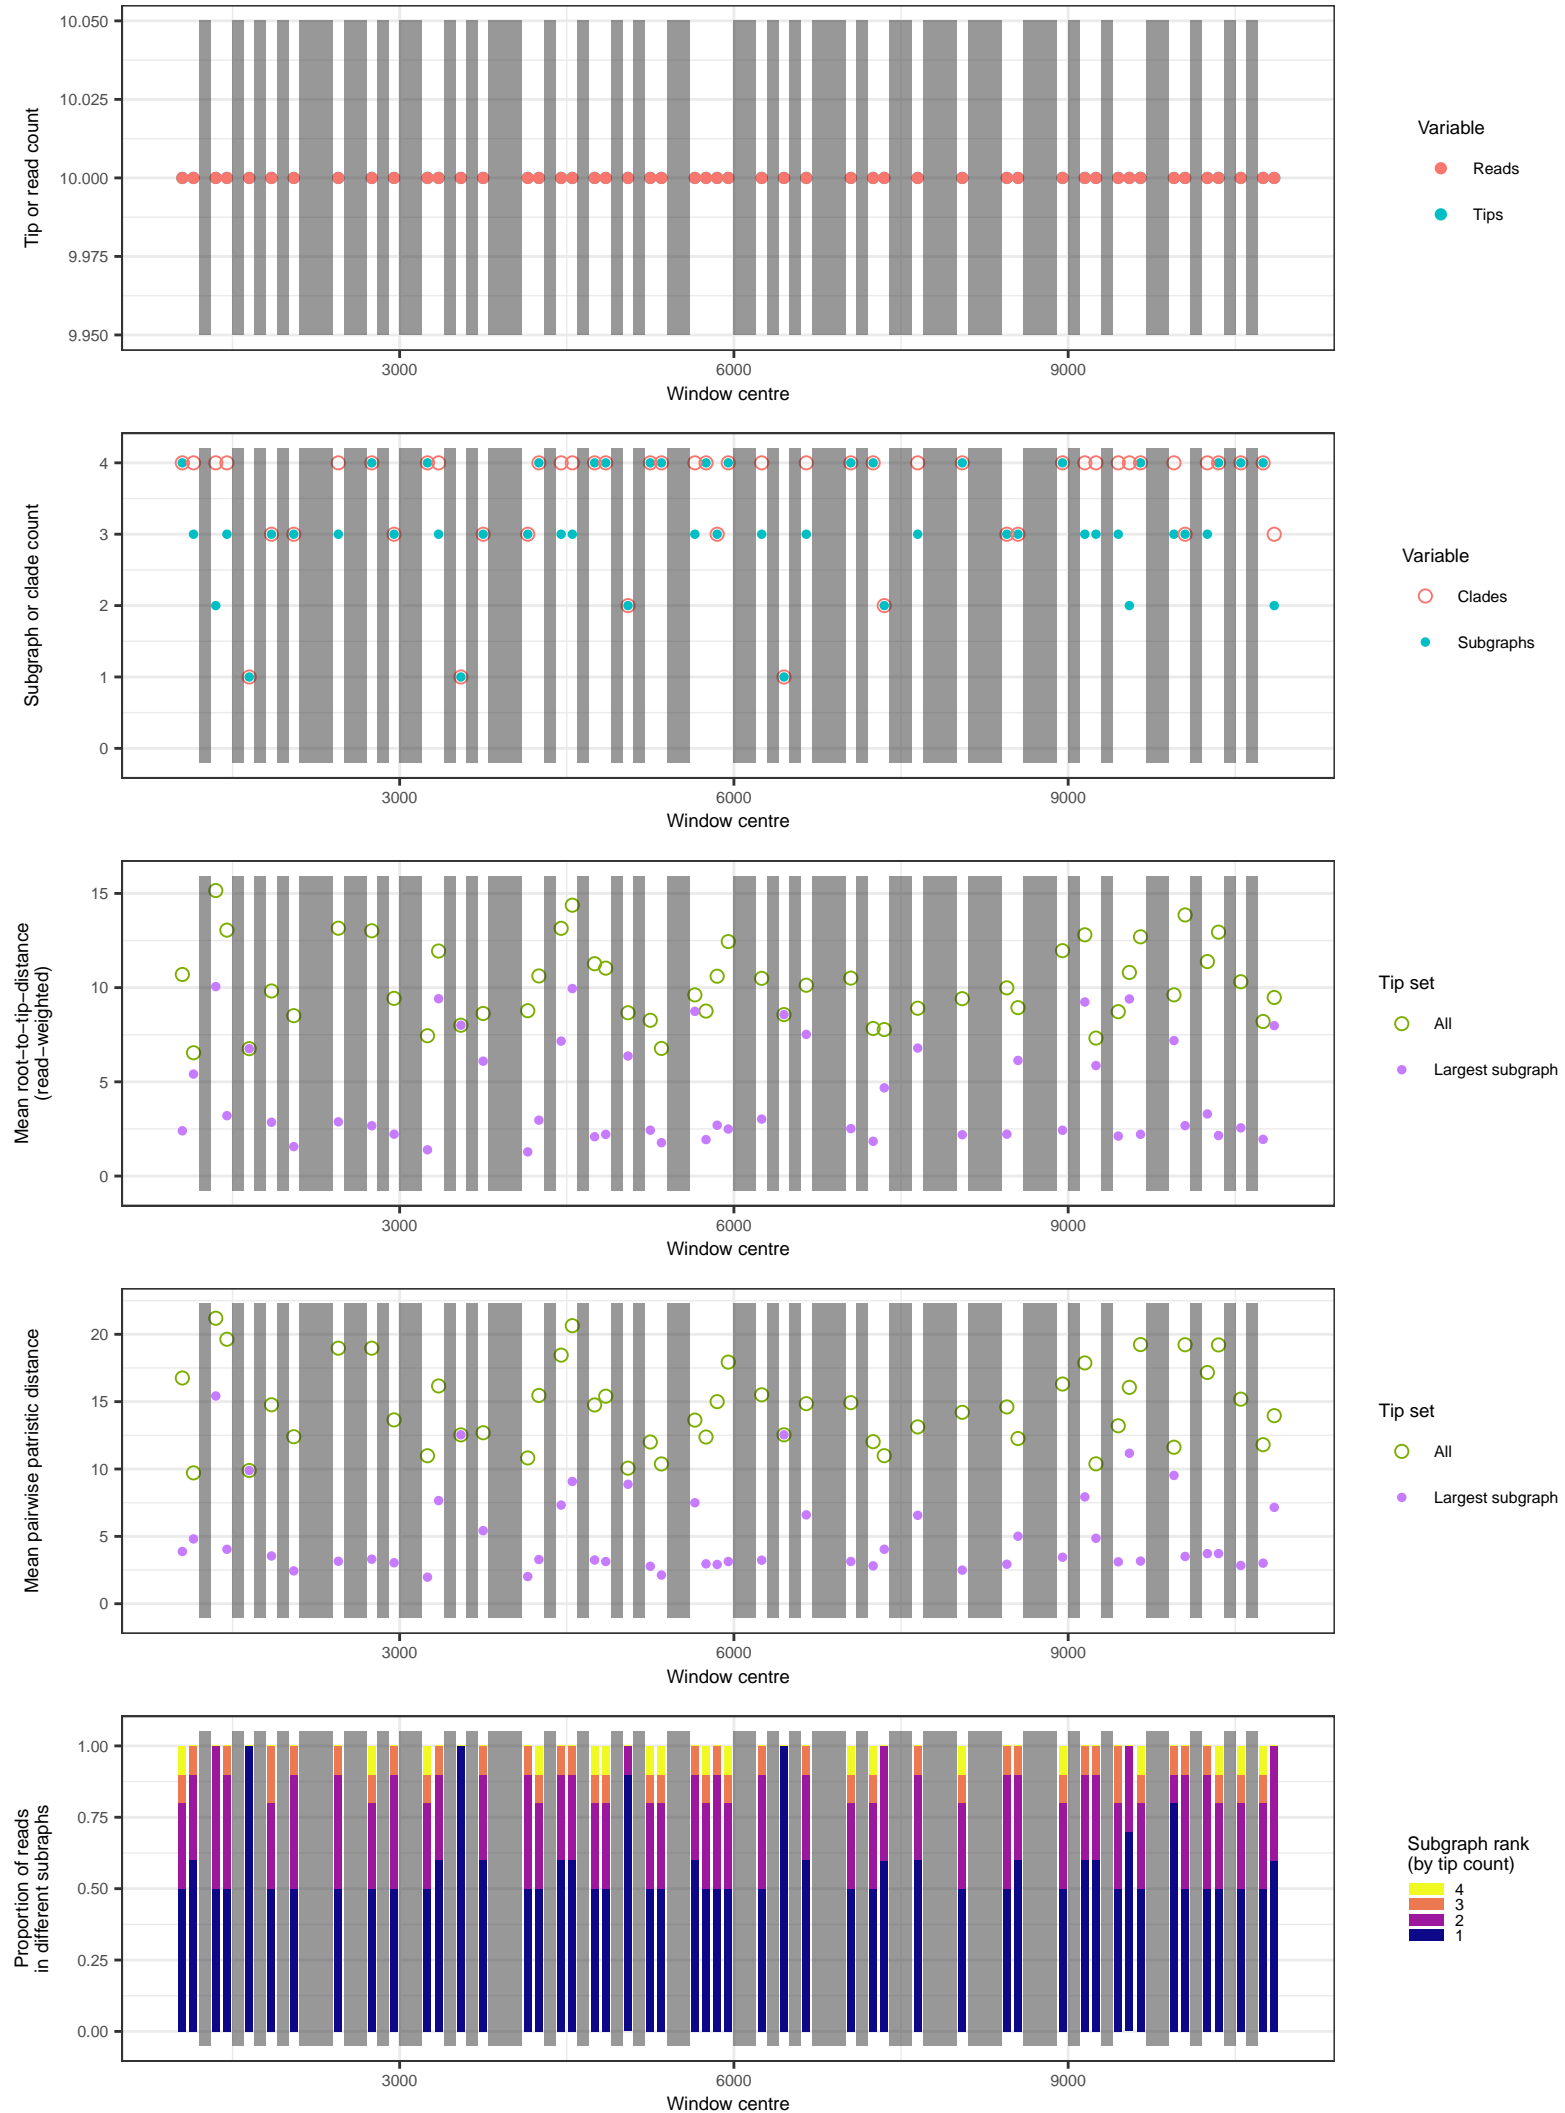 10.050
10.025
10.000
9.975
9.950
Tip or read count
3000
6000
9000
Window centre
Variable
Reads
Tips
4
3
2
1
0
Subgraph or clade count
3000
6000
9000
Window centre
Variable
Clades
Subgraphs
15
10
5
0
Mean root−to−tip−distance
(read−weighted)
3000
6000
9000
Window centre
Tip set
All
Largest subgraph
20
15
10
5
0
Mean pairwise patristic distance
3000
6000
9000
Window centre
Tip set
All
Largest subgraph
1.00
0.75
0.50
0.25
0.00
Proportion of reads
in different subraphs
3000
6000
9000
Window centre
Subgraph rank
(by tip count)
4
3
2
1